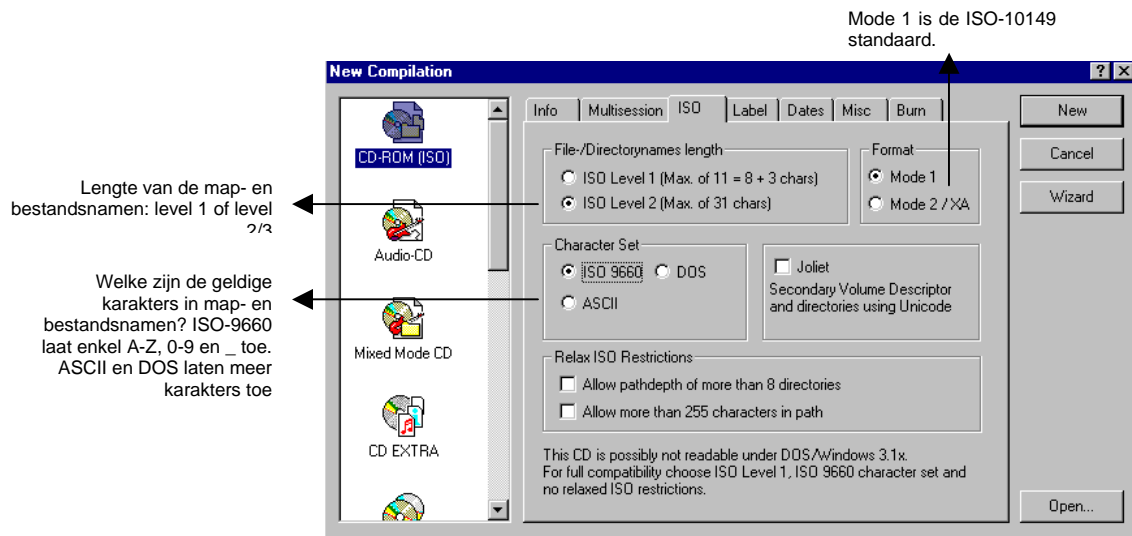 Mode 1 is de ISO-10149
standaard.
New Compilation
Info Multisession ISO Label Dates Misc Burn
New
Cancel
Wizard
Open...
CD-ROM (ISO)
Audio-CD
Mixed Mode CD
CD EXTRA
File-/Directorynames length
ISO Level 1 (Max. of 11 = 8 + 3 chars)
ISO Level 2 (Max. of 31 chars)
Format
Mode 1
Mode 2 / XA
Character Set
ISO 9660 DOS
ASCII
Joliet
Secondary Volume Descriptor
and directories using Unicode
Relax ISO Restrictions
Allow pathdepth of more than 8 directories
Allow more than 255 characters in path
This CD is possibly not readable under DOS/Windows 3.1x.
For full compatibility choose ISO Level 1, ISO 9660 character set and
no relaxed ISO restrictions.
Lengte van de map- en
bestandsnamen: level 1 of level
2/3
Welke zijn de geldige
karakters in map- en
bestandsnamen? ISO-9660
laat enkel A-Z, 0-9 en _ toe.
ASCII en DOS laten meer
karakters toe